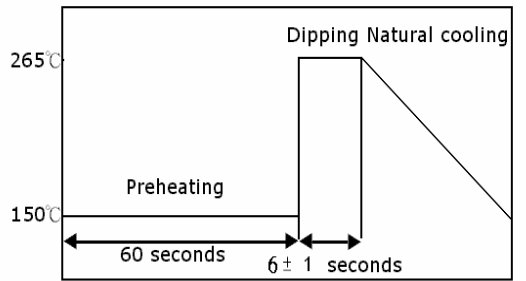 Dipping Natural cooling
265℃
Preheating
150℃
60 seconds
6± 1 seconds